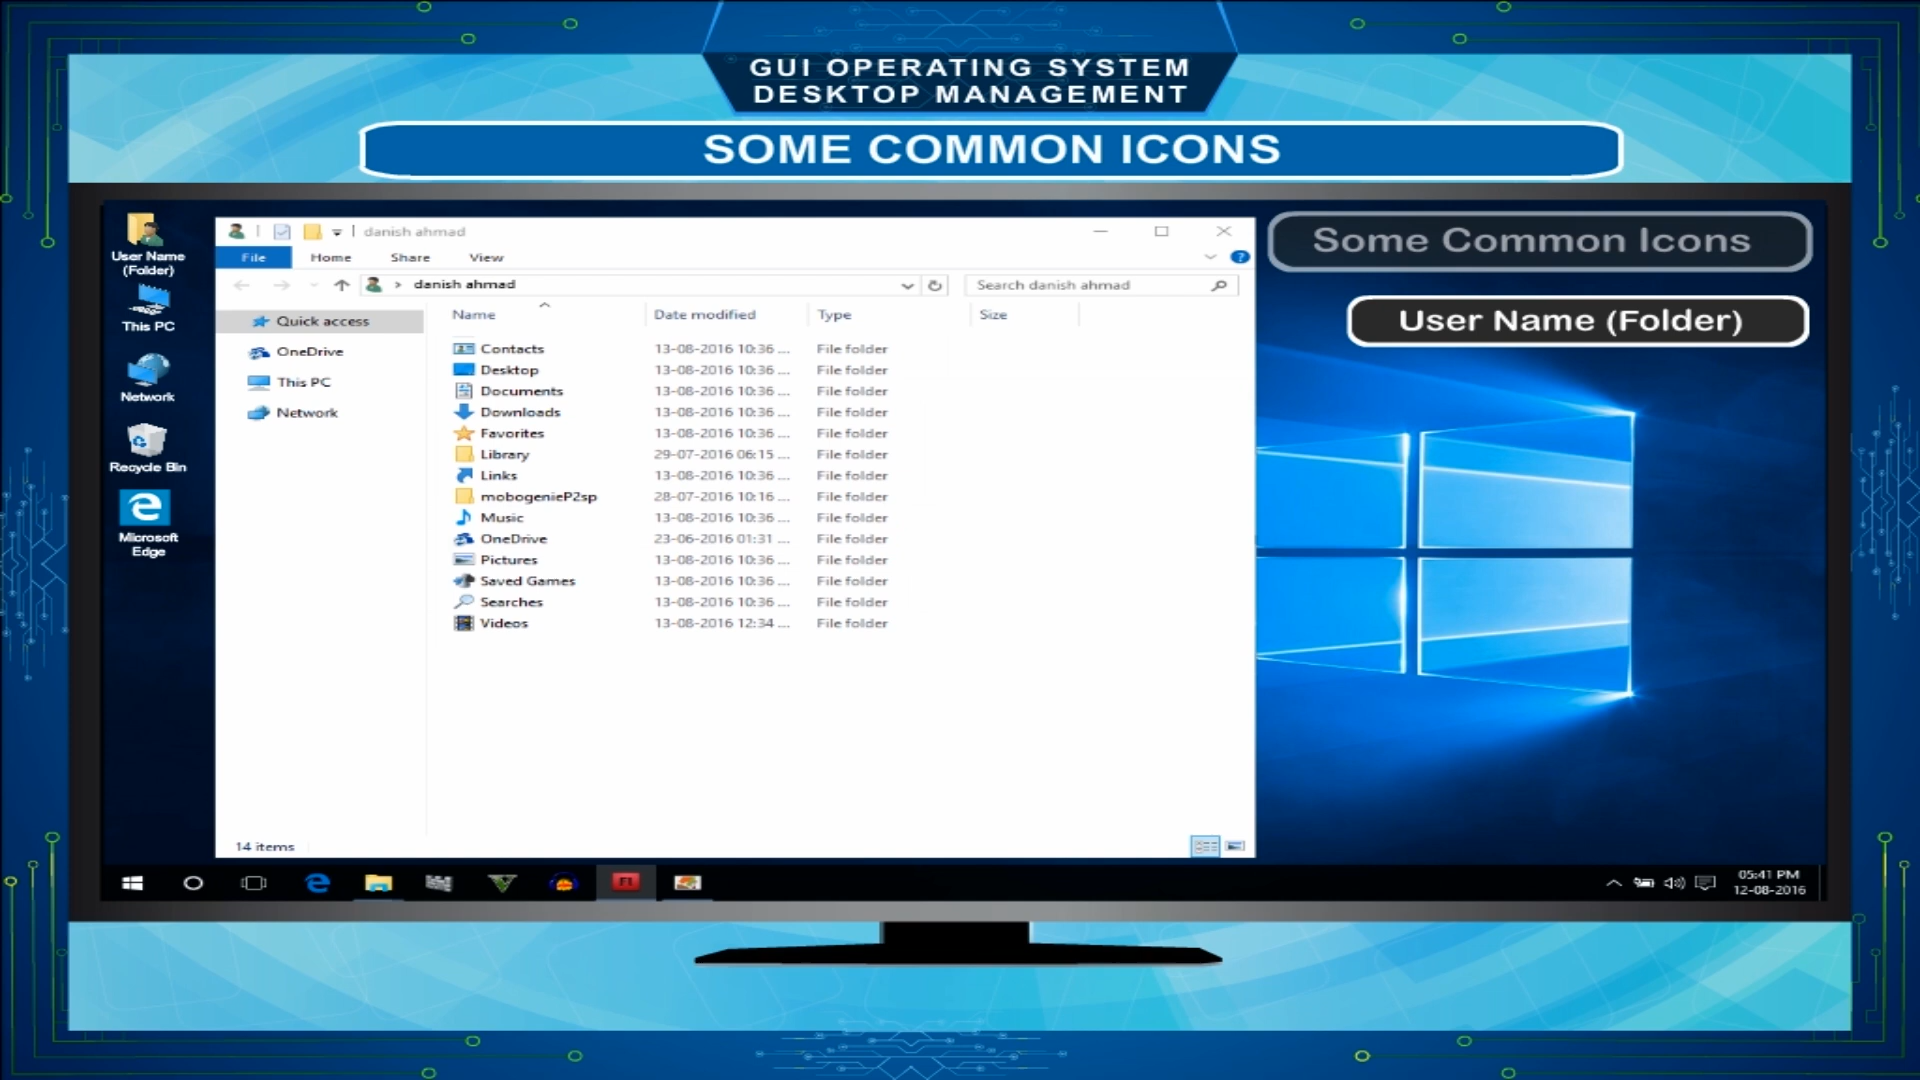 GUI OPERATING SYSTEM
DESKTOP MANAGEMENT
SOME COMMON ICONS
User Name
(Folder)
This PC
Network
Recycle Bin
Microsoft
Edge
danish ahmad
File Home Share View
danish ahmad
Search danish ahmad
Quick access
OneDrive
This PC
Network
Name Date modified Type Size
Contacts 13-08-2016 10:36 ... File folder
Desktop 13-08-2016 10:36 ... File folder
Documents 13-08-2016 10:36 ... File folder
Downloads 13-08-2016 10:36 ... File folder
Favorites 13-08-2016 10:36 ... File folder
Library 29-07-2016 06:15 ... File folder
Links 13-08-2016 10:36 ... File folder
mobogenieP2sp 28-07-2016 10:16 ... File folder
Music 13-08-2016 10:36 ... File folder
OneDrive 23-06-2016 01:31 ... File folder
Pictures 13-08-2016 10:36 ... File folder
Saved Games 13-08-2016 10:36 ... File folder
Searches 13-08-2016 10:36 ... File folder
Videos 13-08-2016 12:34 ... File folder
14 items
Some Common Icons
User Name (Folder)
05:41 PM
12-08-2016